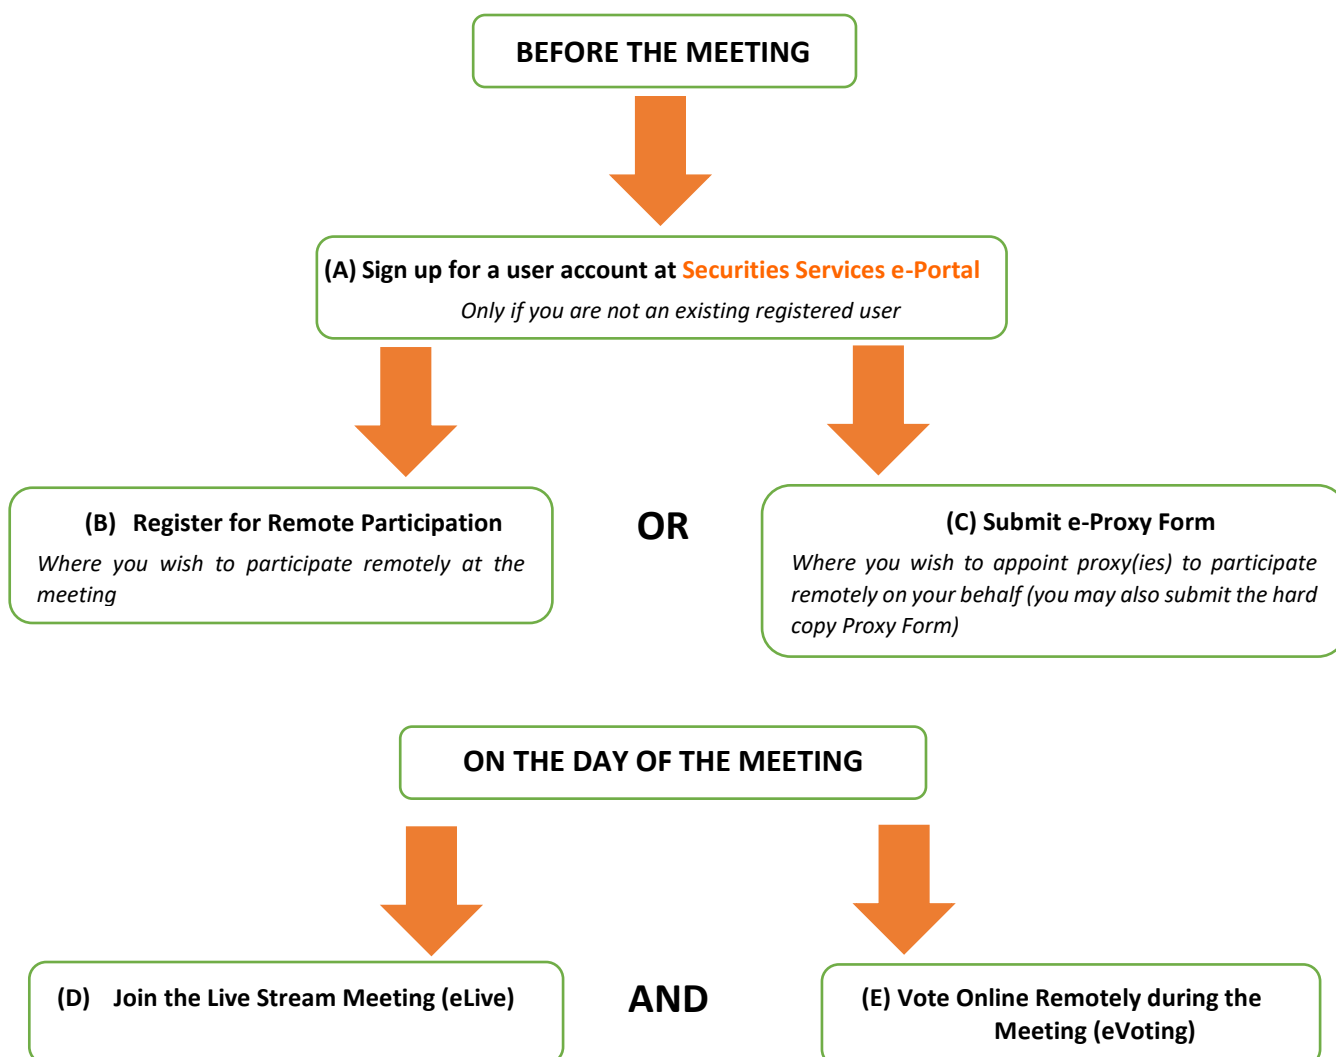 BEFORE THE MEETING
(A) Sign up for a user account at Securities Services e-Portal
Only if you are not an existing registered user
(B) Register for Remote Participation
Where you wish to participate remotely at the
meeting
OR
(C) Submit e-Proxy Form
Where you wish to appoint proxy(ies) to participate
remotely on your behalf (you may also submit the hard
copy Proxy Form)
ON THE DAY OF THE MEETING
(D) Join the Live Stream Meeting (eLive)
AND
(E) Vote Online Remotely during the
Meeting (eVoting)